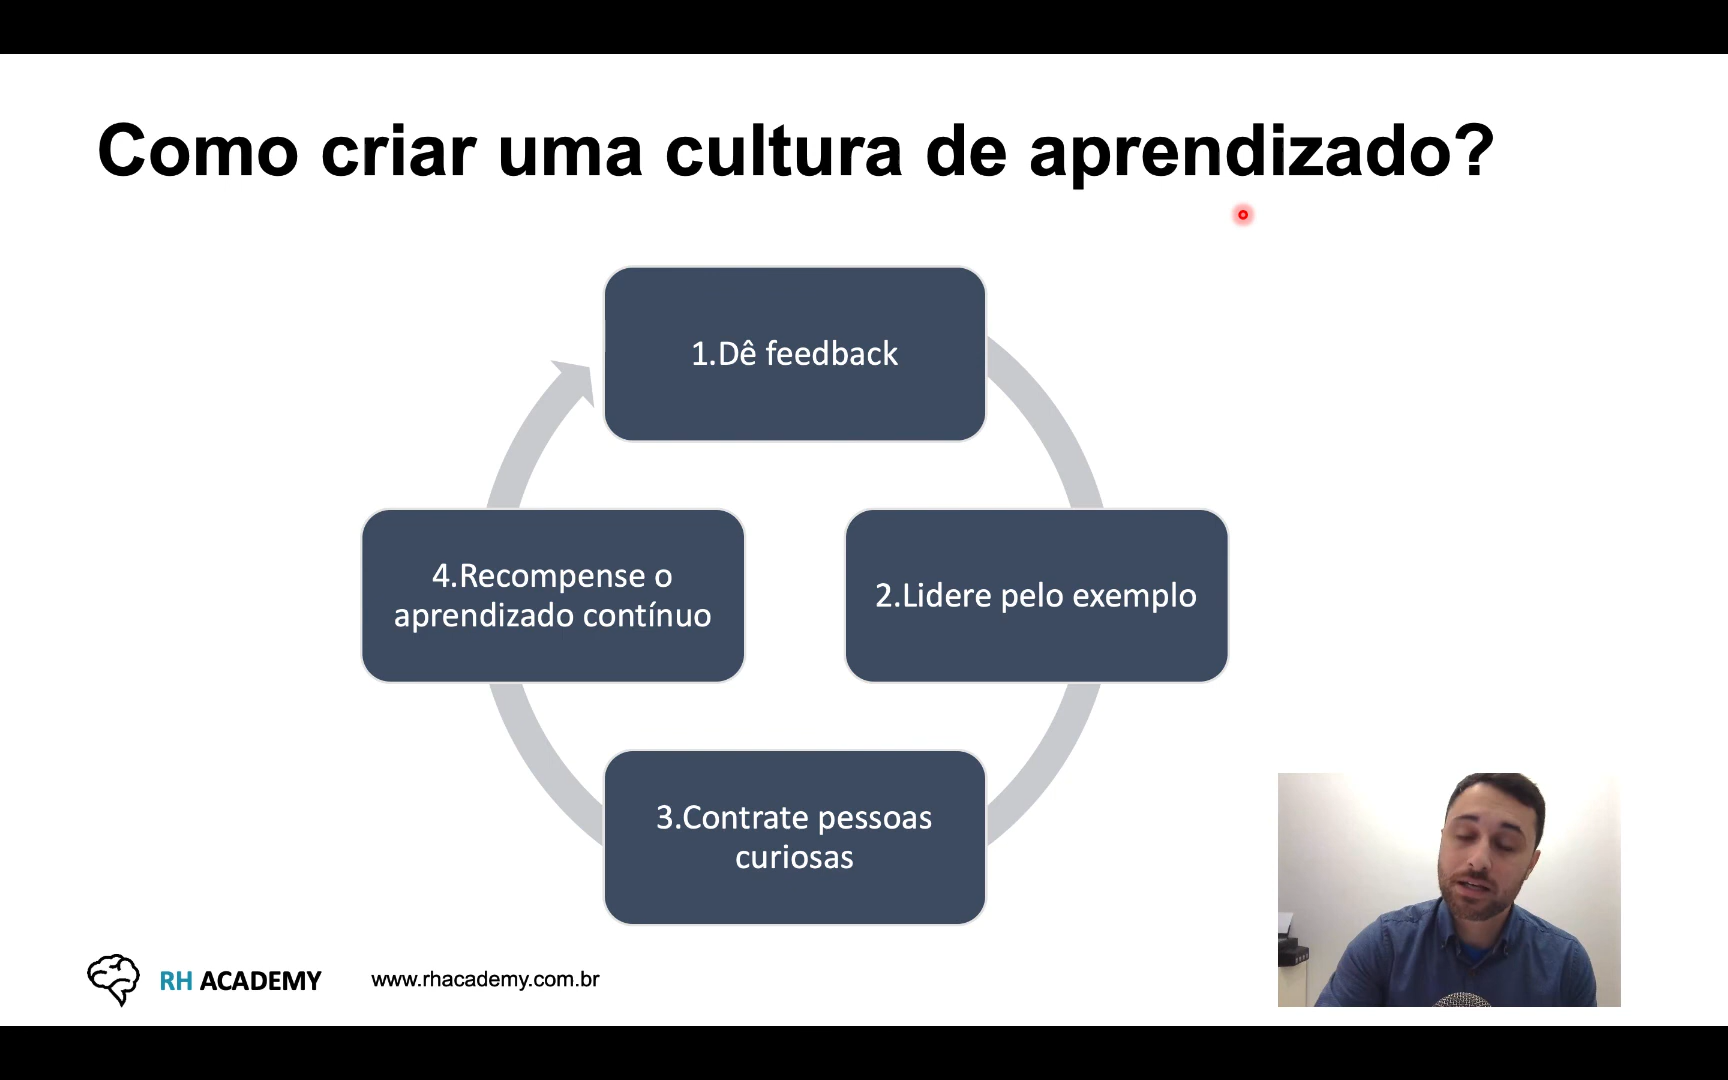 Como criar uma cultura de aprendizado?
1.Dê feedback
2.Lidere pelo exemplo
3.Contrate pessoas
curiosas
4.Recompense o
aprendizado contínuo
RH ACADEMY
www.rhacademy.com.br